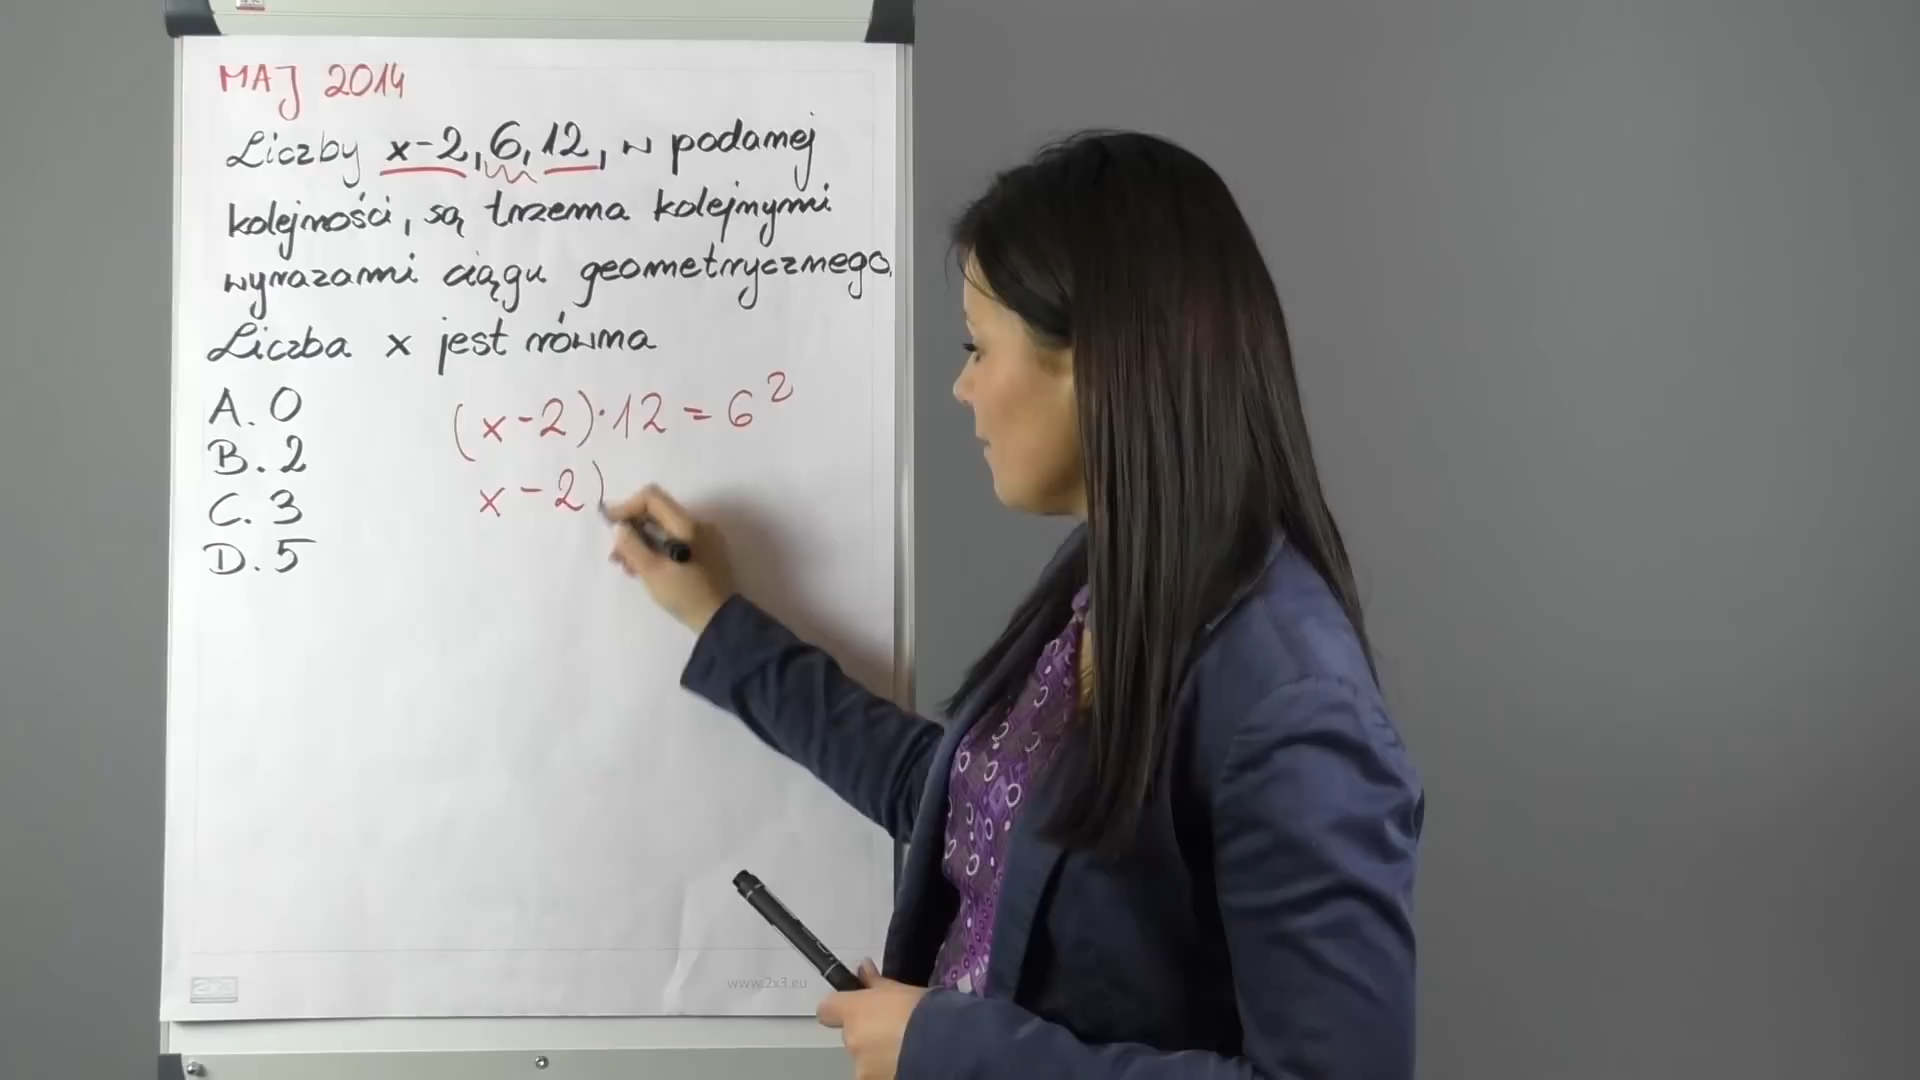 MAJ 2014
Liczby x-2, 6, 12, w podanej
kolejności, są trzema kolejnymi
wyrazami ciągu geometrycznego.
Liczba x jest równa
A. 0
B. 2
C. 3
D. 5
(x-2)·12 = 6²
x-2)
2x3
www.2x3.eu